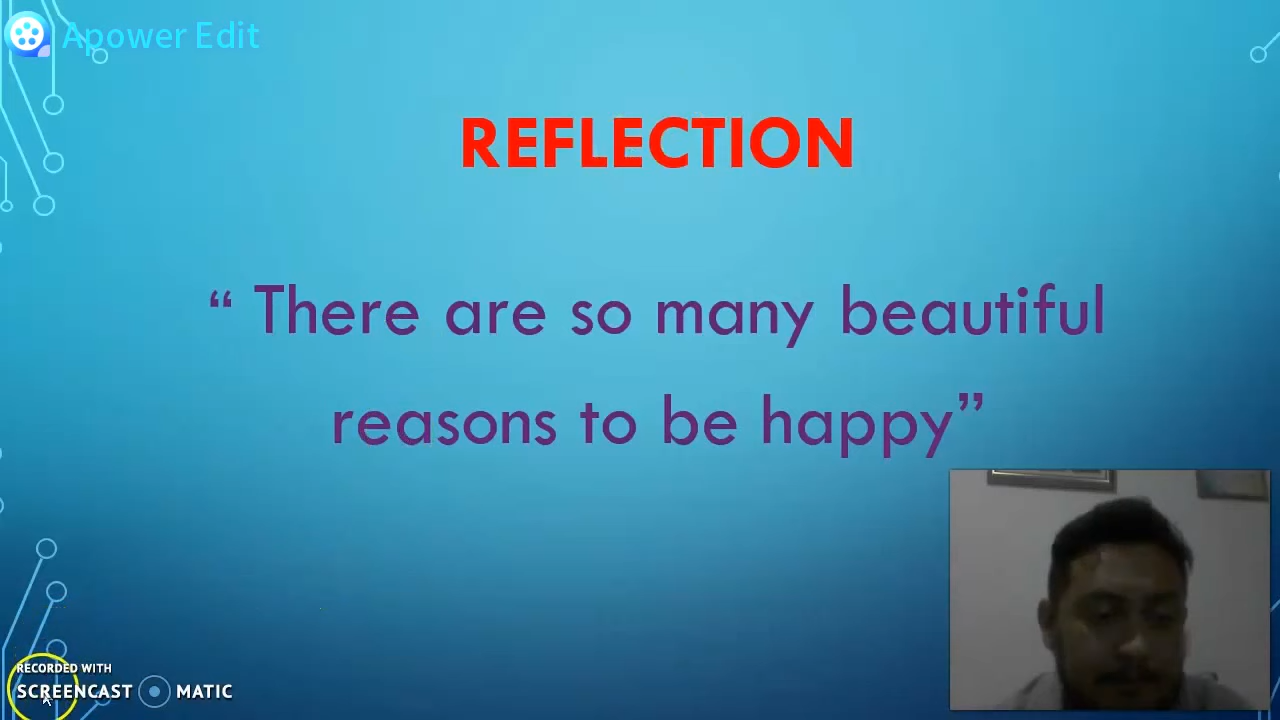 Apower Edit
REFLECTION
“ There are so many beautiful
reasons to be happy”
RECORDED WITH
SCREENCAST MATIC